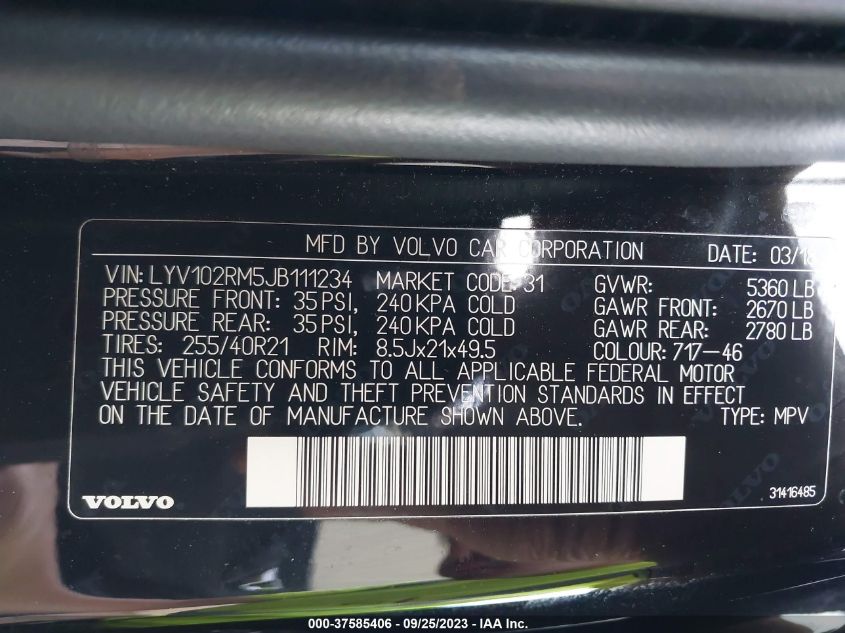 MFD BY VOLVO CAR CORPORATION DATE: 03/18
VIN: LYV102RM5JB111234 MARKET CODE: 31 GVWR: 5360 LB
PRESSURE FRONT: 35 PSI, 240 KPA COLD GAWR FRONT: 2670 LB
PRESSURE REAR: 35 PSI, 240 KPA COLD GAWR REAR: 2780 LB
TIRES: 255/40R21 RIM: 8.5Jx21x49.5 COLOUR: 717-46
THIS VEHICLE CONFORMS TO ALL APPLICABLE FEDERAL MOTOR
VEHICLE SAFETY AND THEFT PREVENTION STANDARDS IN EFFECT
ON THE DATE OF MANUFACTURE SHOWN ABOVE. TYPE: MPV
VOLVO 31416485
000-37585406 - 09/25/2023 - IAA Inc.